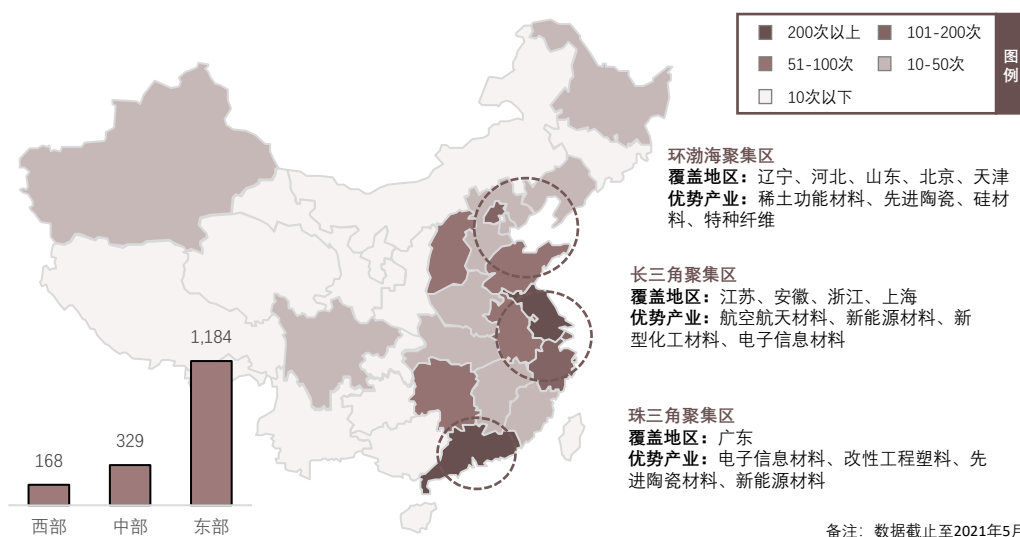 200次以上
101-200次
51-100次
10-50次
10次以下
图
例
环渤海聚集区
覆盖地区：辽宁、河北、山东、北京、天津
优势产业：稀土功能材料、先进陶瓷、硅材
料、特种纤维
长三角聚集区
覆盖地区：江苏、安徽、浙江、上海
优势产业：航空航天材料、新能源材料、新
型化工材料、电子信息材料
珠三角聚集区
覆盖地区：广东
优势产业：电子信息材料、改性工程塑料、先
进陶瓷材料、新能源材料
1,184
329
168
西部
中部
东部
备注：数据截止至2021年5月